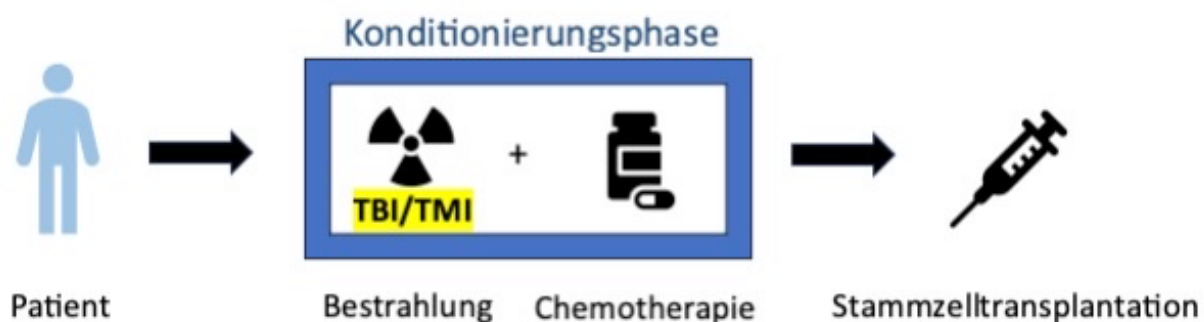 Konditionierungsphase
+
TBI/TMI
Patient
Bestrahlung
Chemotherapie
Stammzelltransplantation